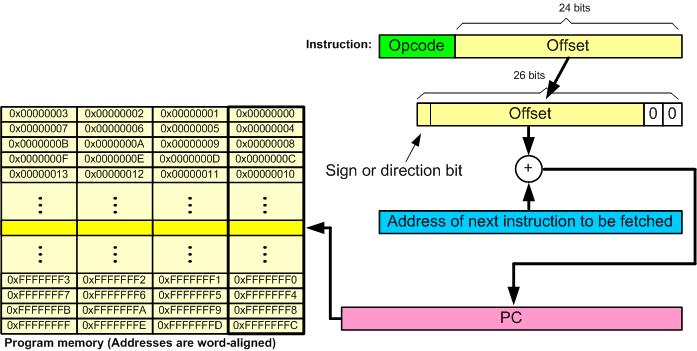 24 bits
Instruction: Opcode Offset
26 bits
Offset 0 0
Sign or direction bit
+
Address of next instruction to be fetched
PC
0x00000003 0x00000002 0x00000001 0x00000000
0x00000007 0x00000006 0x00000005 0x00000004
0x0000000B 0x0000000A 0x00000009 0x00000008
0x0000000F 0x0000000E 0x0000000D 0x0000000C
0x00000013 0x00000012 0x00000011 0x00000010
0xFFFFFFF3 0xFFFFFFF2 0xFFFFFFF1 0xFFFFFFF0
0xFFFFFFF7 0xFFFFFFF6 0xFFFFFFF5 0xFFFFFFF4
0xFFFFFFFB 0xFFFFFFFA 0xFFFFFFF9 0xFFFFFFF8
0xFFFFFFFF 0xFFFFFFFE 0xFFFFFFFD 0xFFFFFFFC
Program memory (Addresses are word-aligned)